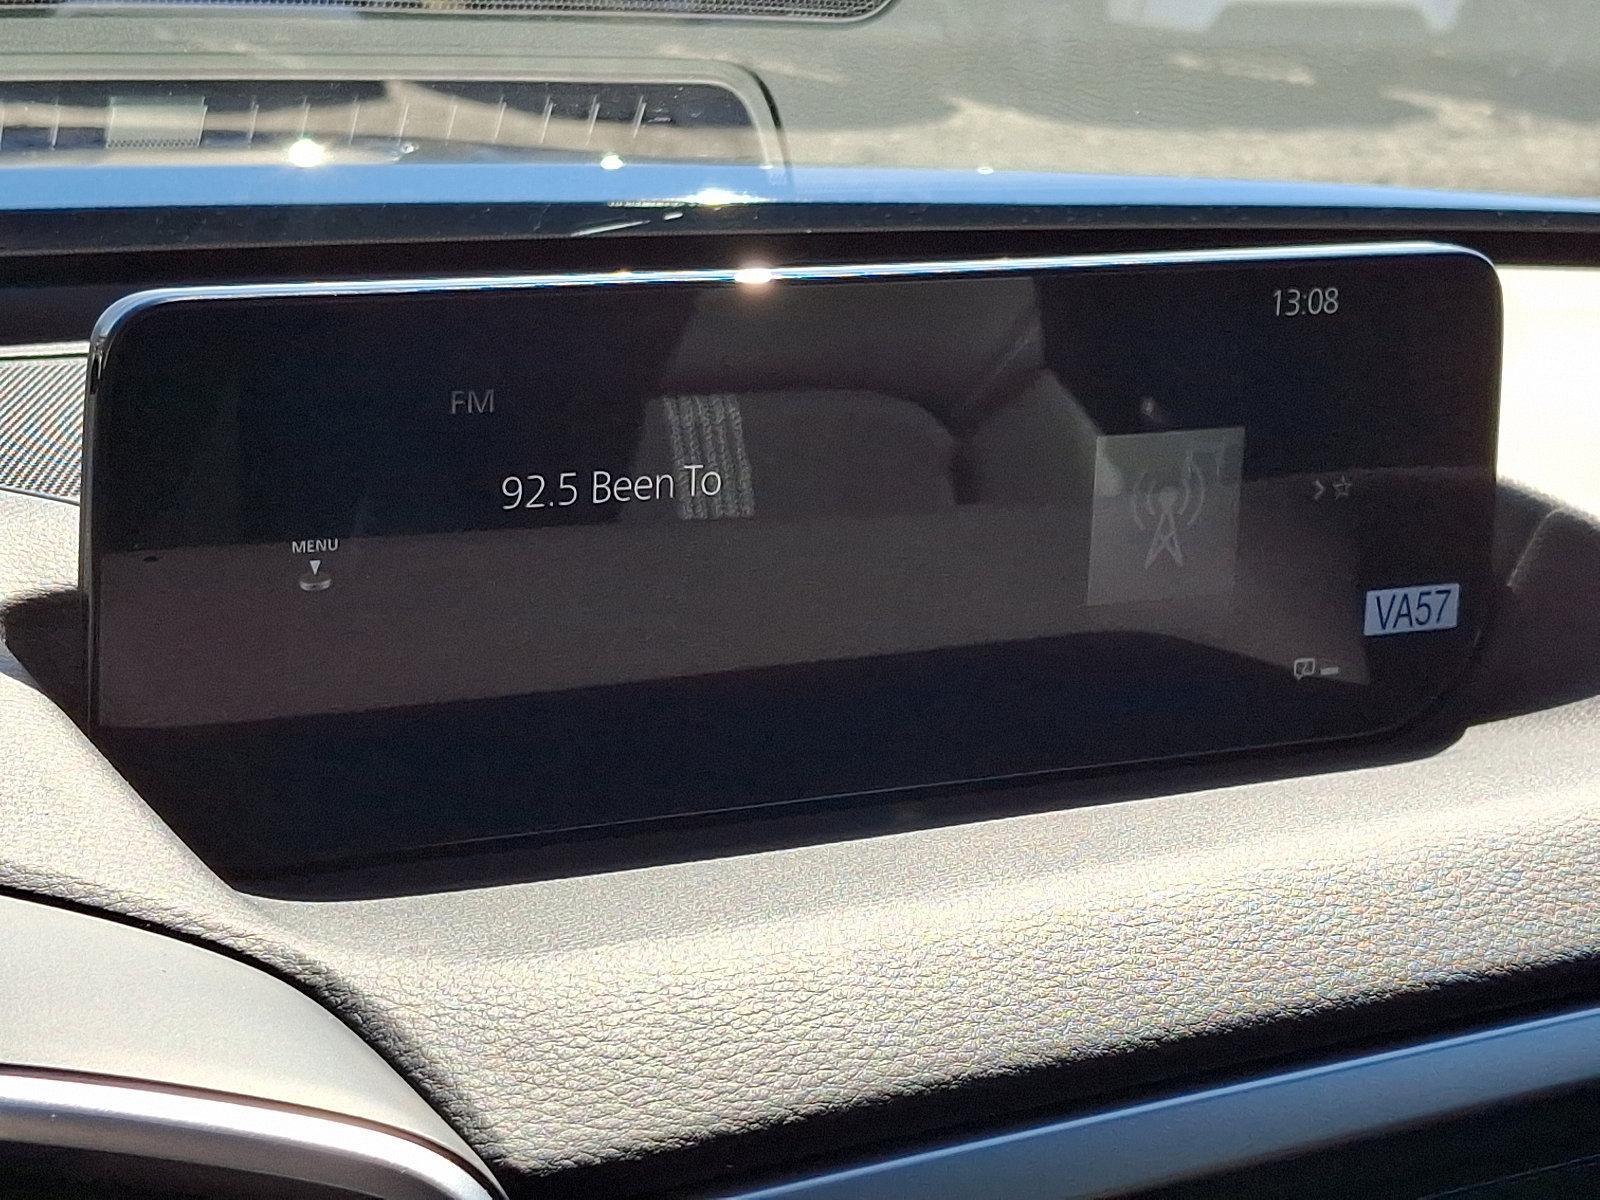 13:08
FM
92.5 Been To
MENU
VA57